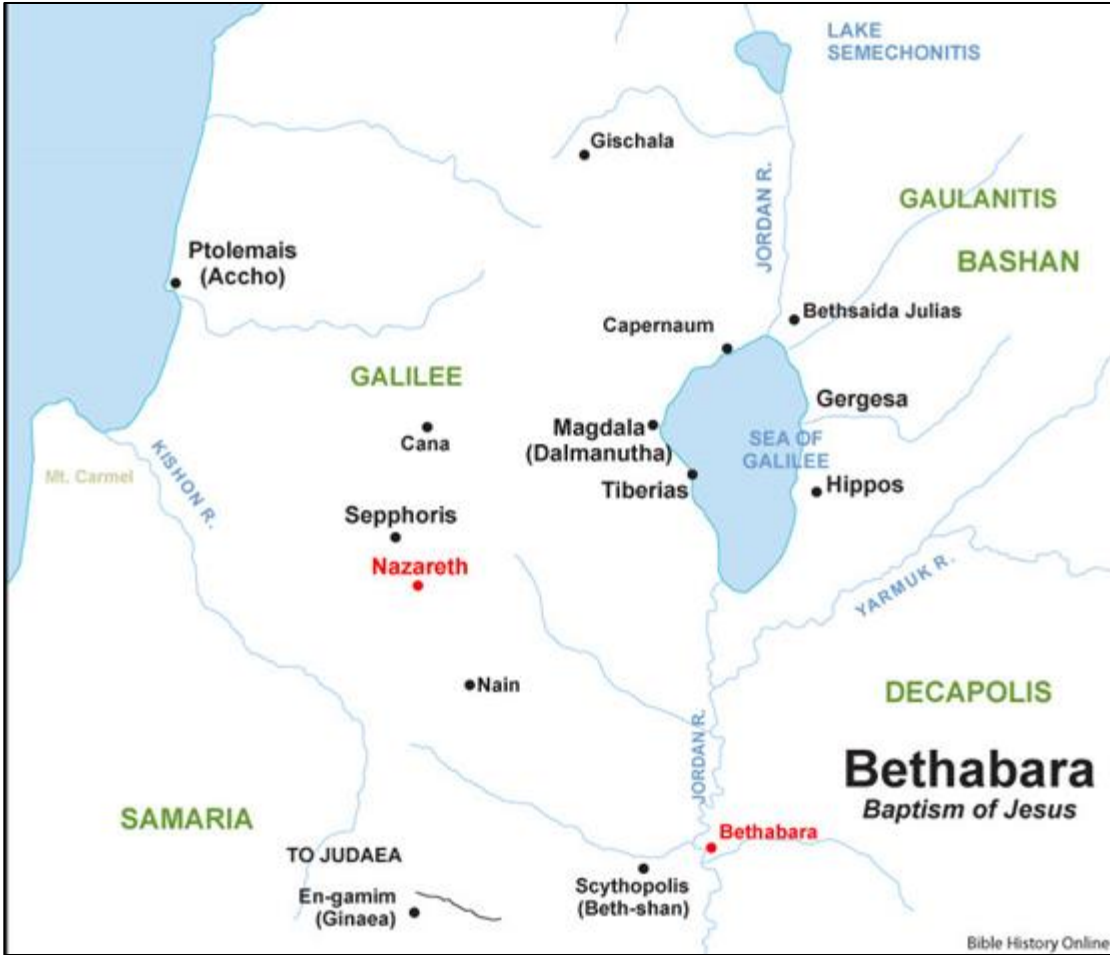 LAKE
SEMECHONITIS
Gischala
JORDAN R.
GAULANITIS
BASHAN
Ptolemais
(Accho)
Bethsaida Julias
Capernaum
GALILEE
Gergesa
Cana
Magdala
(Dalmanutha)
SEA OF
GALILEE
Mt. Carmel
KISHON R.
Tiberias
Hippos
Sepphoris
Nazareth
YARMUK R.
Nain
DECAPOLIS
JORDAN R.
Bethabara
Baptism of Jesus
SAMARIA
Bethabara
TO JUDAEA
En-gamim
(Ginaea)
Scythopolis
(Beth-shan)
Bible History Online